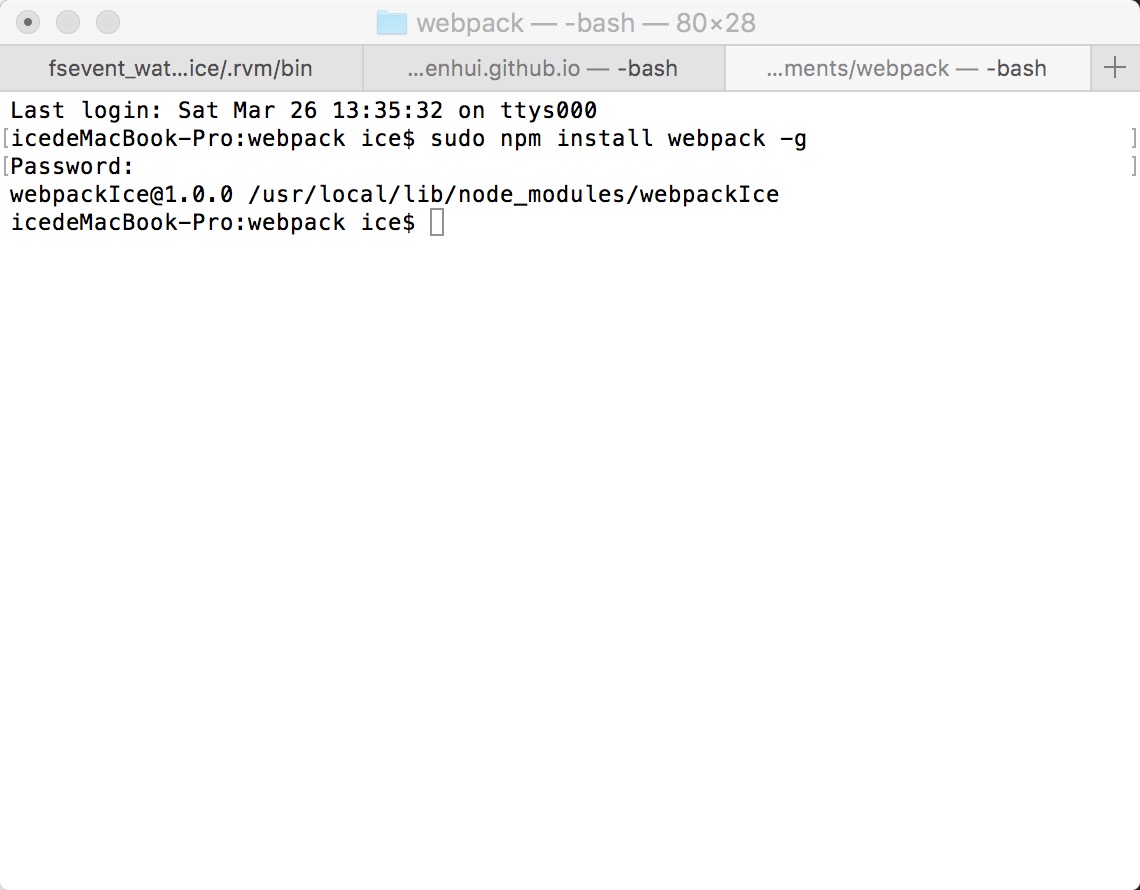 webpack — -bash — 80×28
fsevent_wat...ice/.rvm/bin
...enhui.github.io — -bash
...ments/webpack — -bash
Last login: Sat Mar 26 13:35:32 on ttys000
[icedeMacBook-Pro:webpack ice$ sudo npm install webpack -g ]
[Password: ]
webpackIce@1.0.0 /usr/local/lib/node_modules/webpackIce
icedeMacBook-Pro:webpack ice$